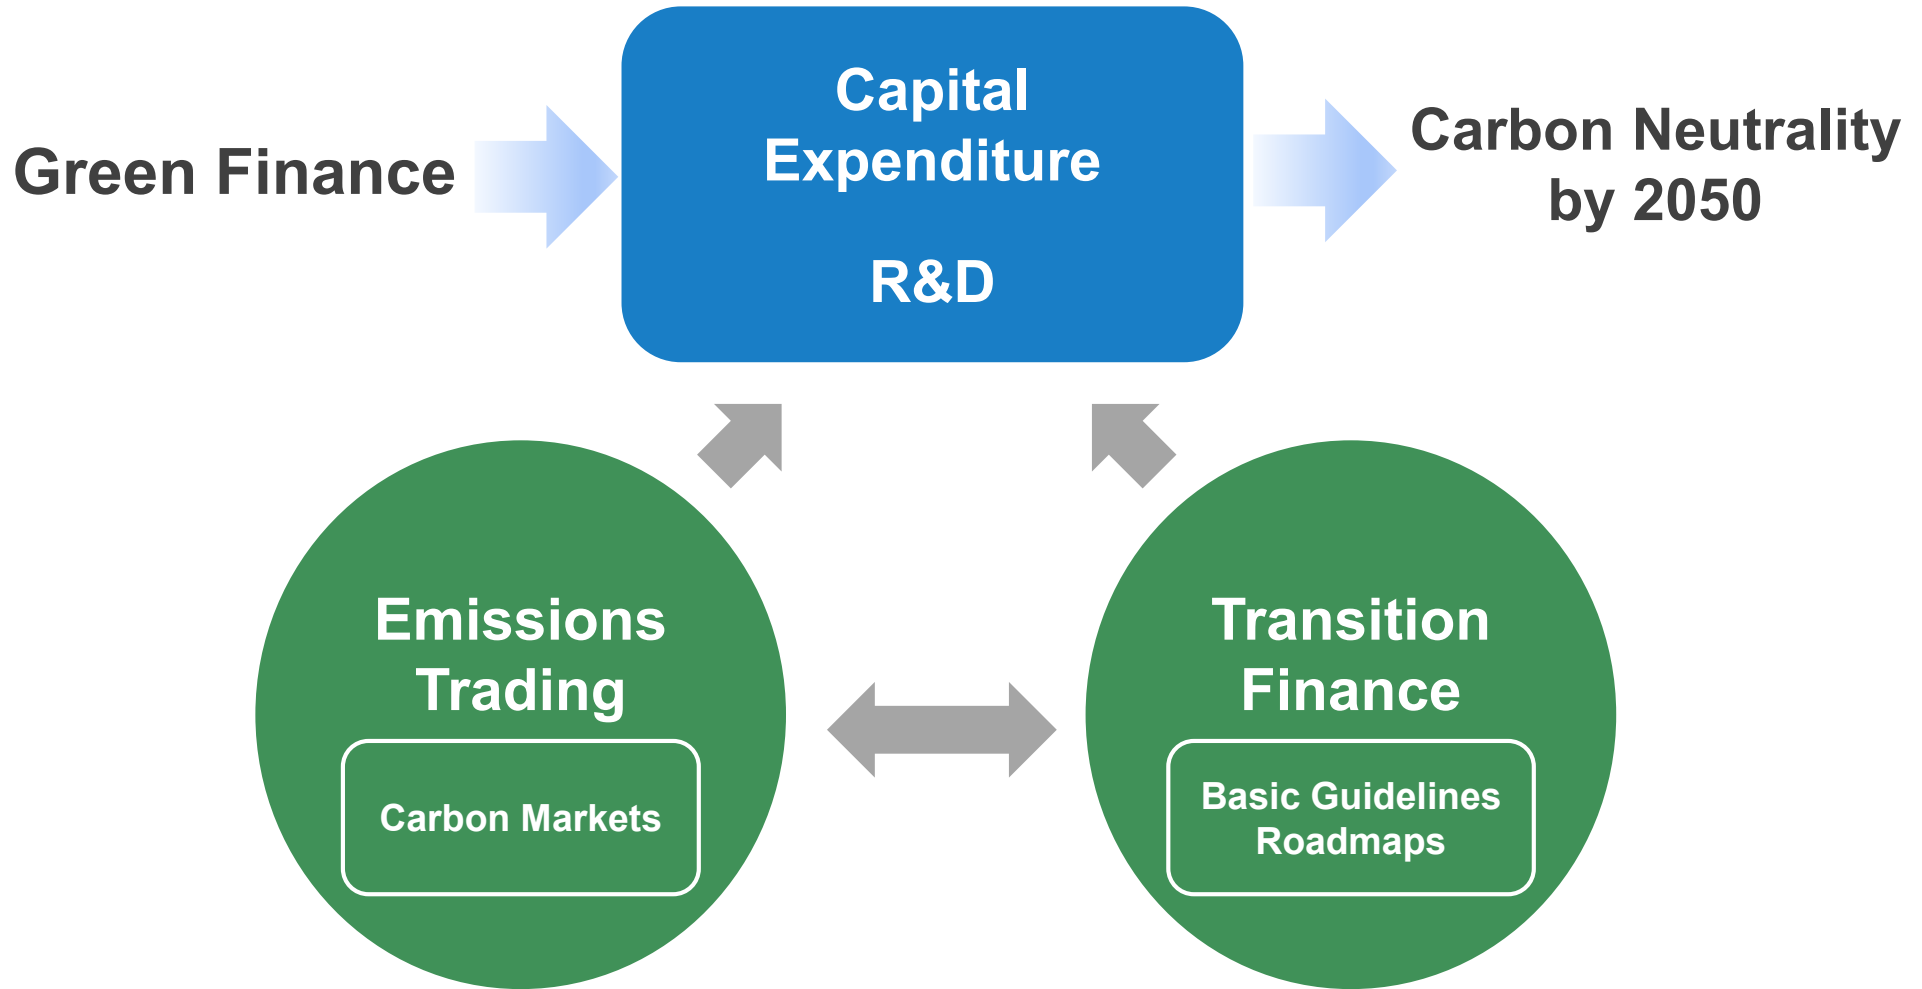 Green Finance
Capital
Expenditure
R&D
Carbon Neutrality
by 2050
Emissions
Trading
Carbon Markets
Transition
Finance
Basic Guidelines
Roadmaps